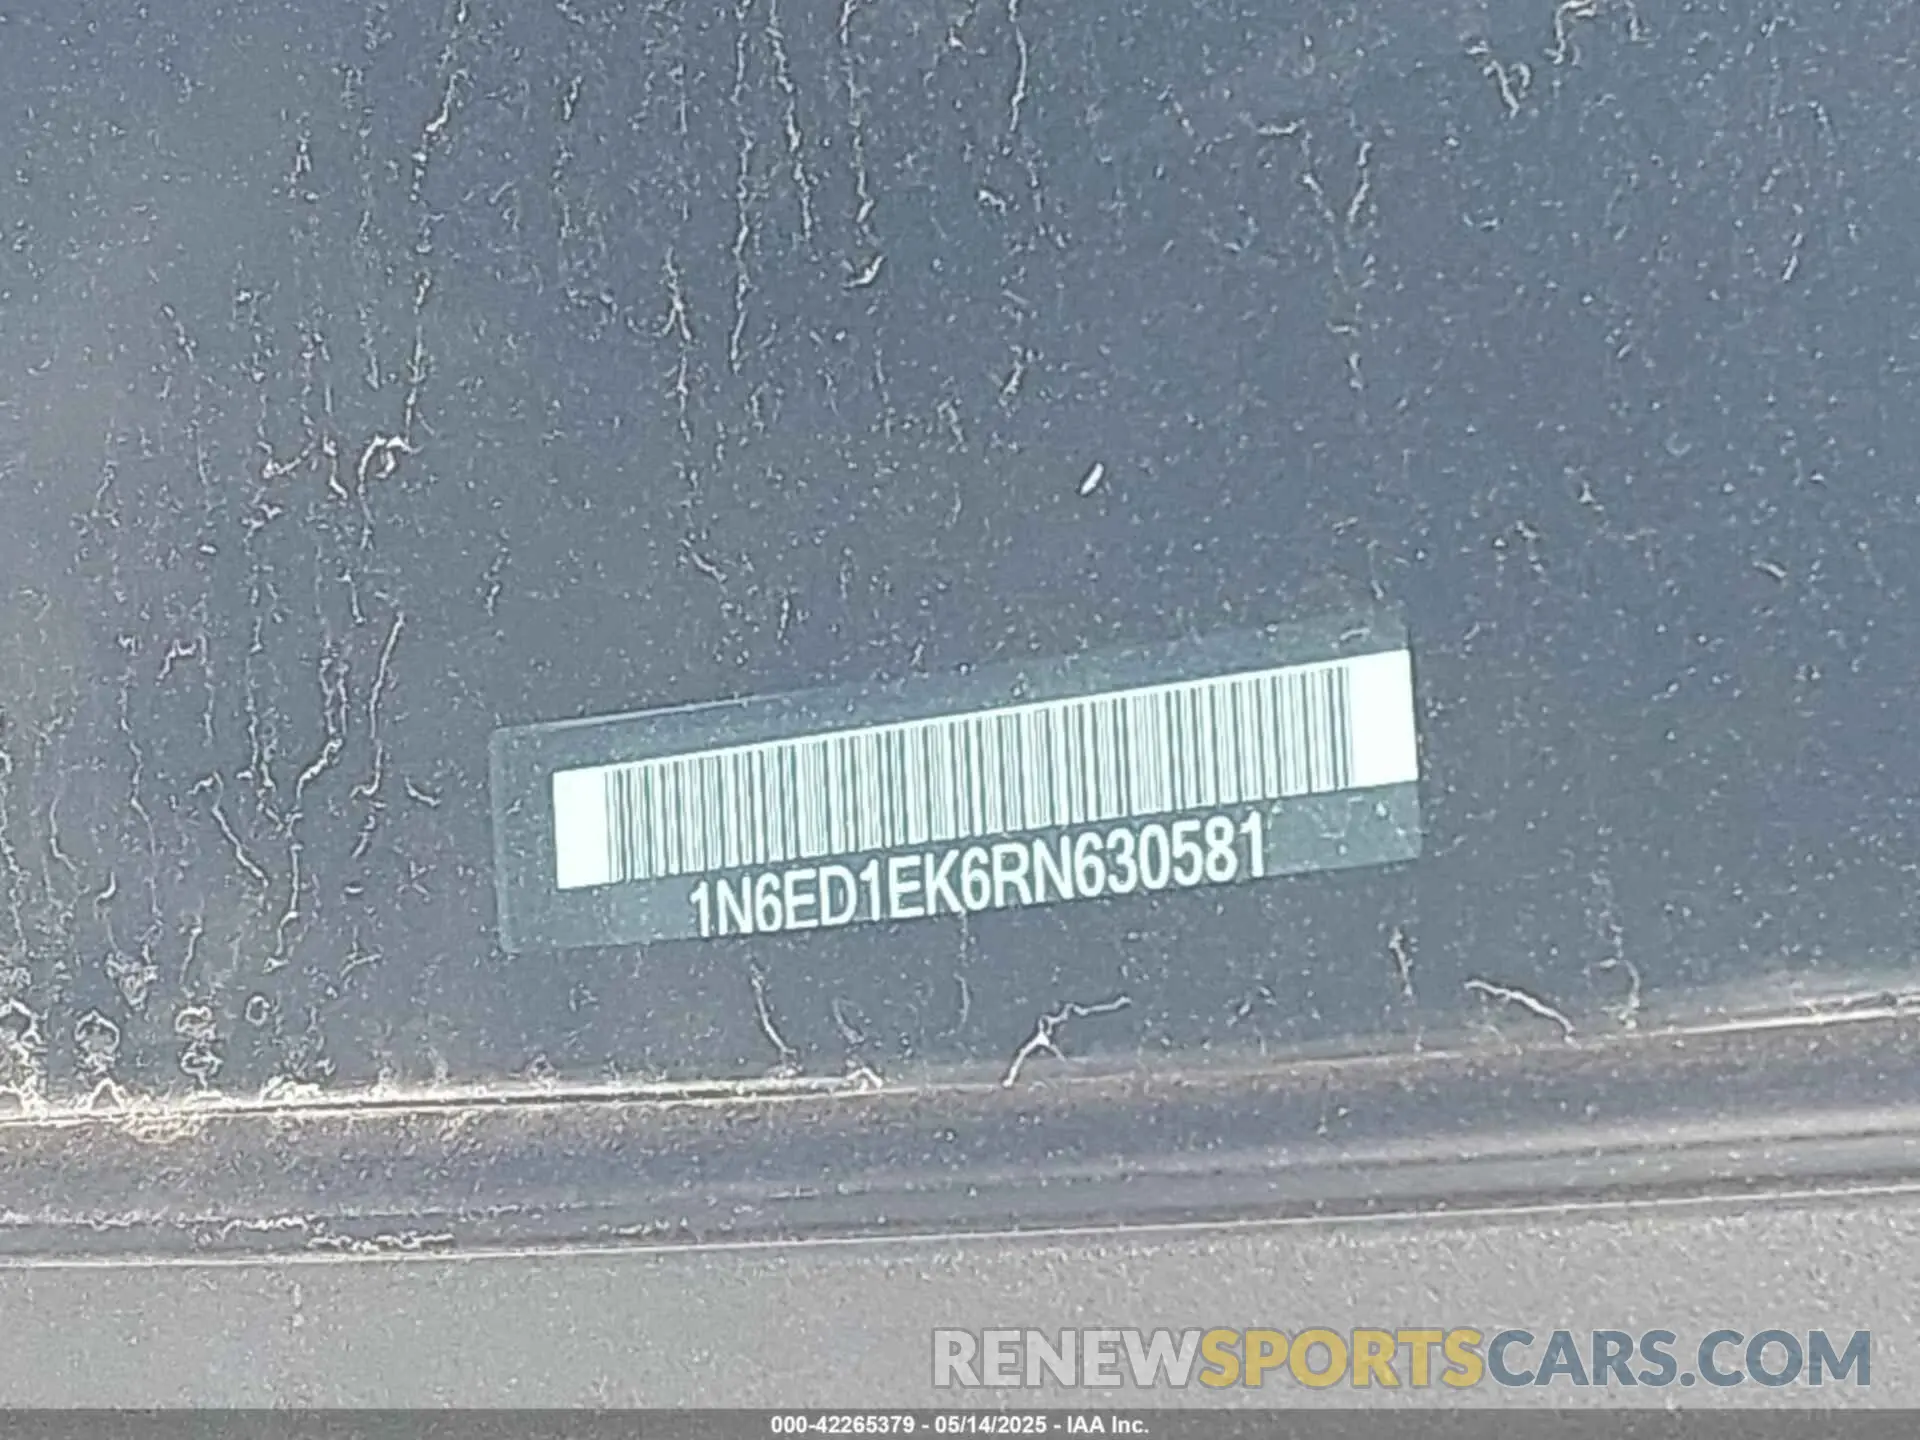 1N6ED1EK6RN630581
RENEWSPORTSCARS.COM
000-42265379 - 05/14/2025 - IAA Inc.